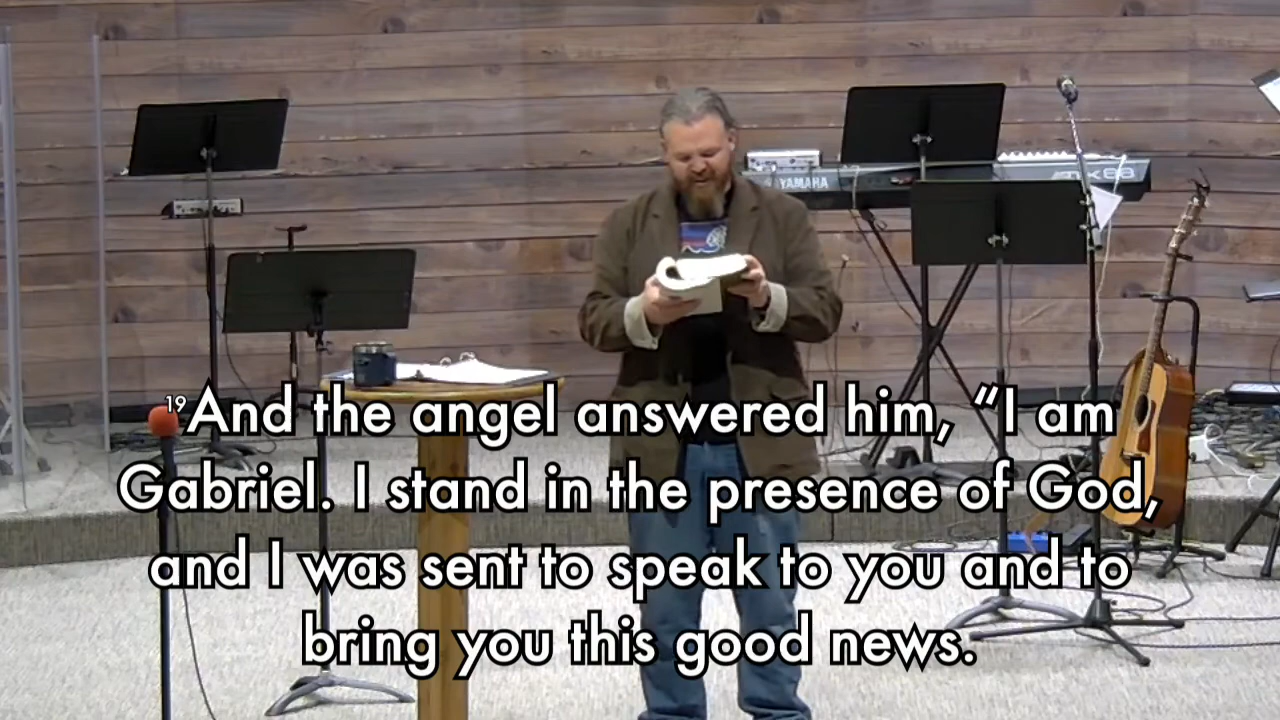 YAMAHA
¹⁹And the angel answered him, “I am
Gabriel. I stand in the presence of God,
and I was sent to speak to you and to
bring you this good news.